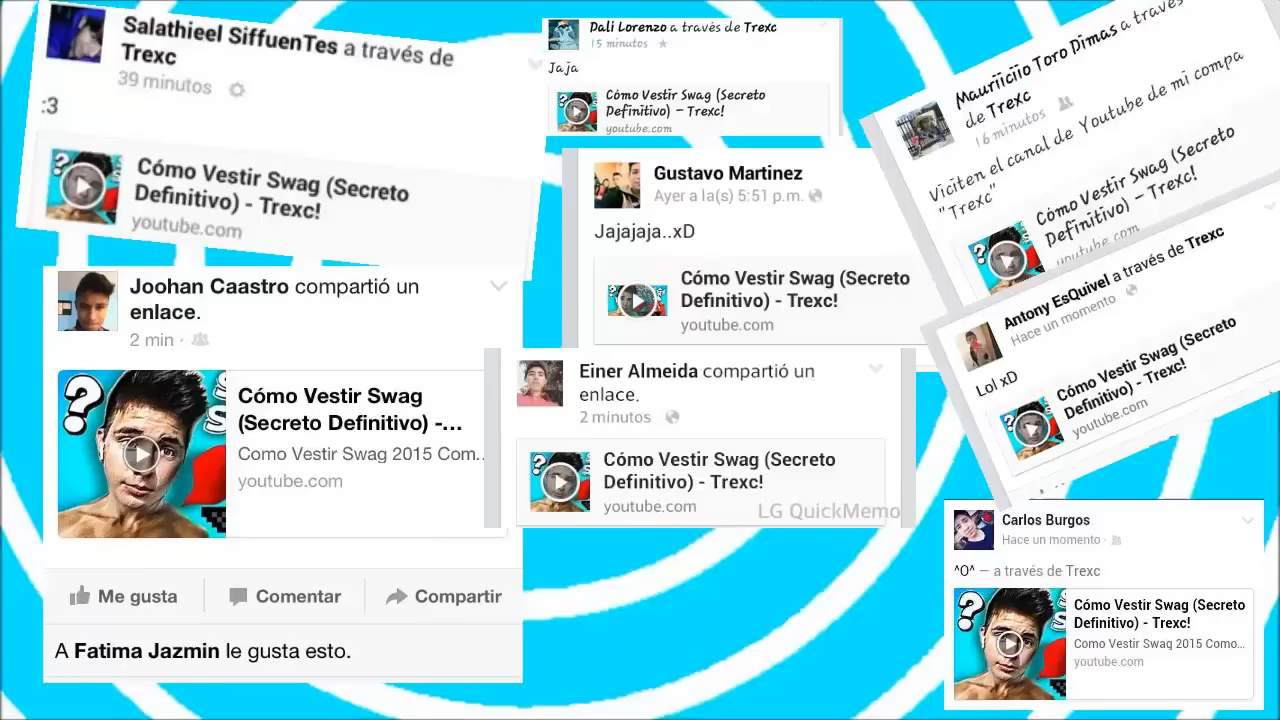 Salathieel SiffuenTes a través de
Trexc
39 minutos
:3
Cómo Vestir Swag (Secreto
Definitivo) - Trexc!
youtube.com
Dali Lorenzo a través de Trexc
15 minutos
Jaja
Cómo Vestir Swag (Secreto
Definitivo) – Trexc!
youtube.com
Mauriïciïo Toro Dimas a través
de Trexc
16 minutos
Viciten el canal de Youtube de mi compa
"Trexc"
Cómo Vestir Swag (Secreto
Definitivo) – Trexc!
youtube.com
Gustavo Martinez
Ayer a la(s) 5:51 p.m.
Jajajaja..xD
Cómo Vestir Swag (Secreto
Definitivo) - Trexc!
youtube.com
Antony EsQuivel a través de Trexc
Hace un momento
Lol xD
Cómo Vestir Swag (Secreto
Definitivo) - Trexc!
youtube.com
Joohan Caastro compartió un
enlace.
2 min ·
Cómo Vestir Swag
(Secreto Definitivo) -...
Como Vestir Swag 2015 Com..
youtube.com
Me gusta Comentar Compartir
A Fatima Jazmin le gusta esto.
Einer Almeida compartió un
enlace.
2 minutos
Cómo Vestir Swag (Secreto
Definitivo) - Trexc!
youtube.com
LG QuickMemo
Carlos Burgos
Hace un momento ·
^O^ — a través de Trexc
Cómo Vestir Swag (Secreto
Definitivo) - Trexc!
Como Vestir Swag 2015 Como...
youtube.com